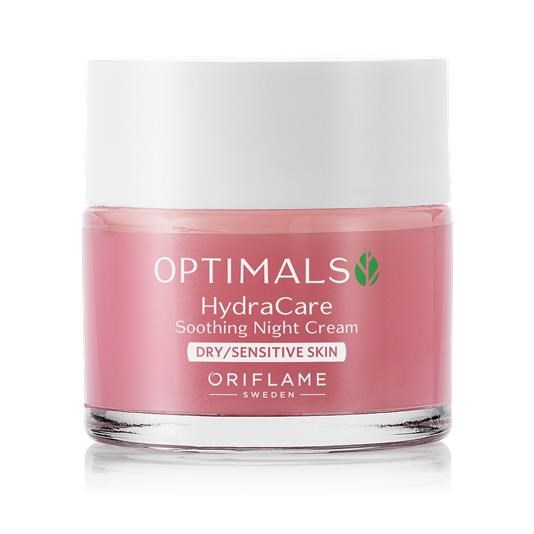 OPTIMALS
HydraCare
Soothing Night Cream
DRY/SENSITIVE SKIN
ORIFLAME
SWEDEN